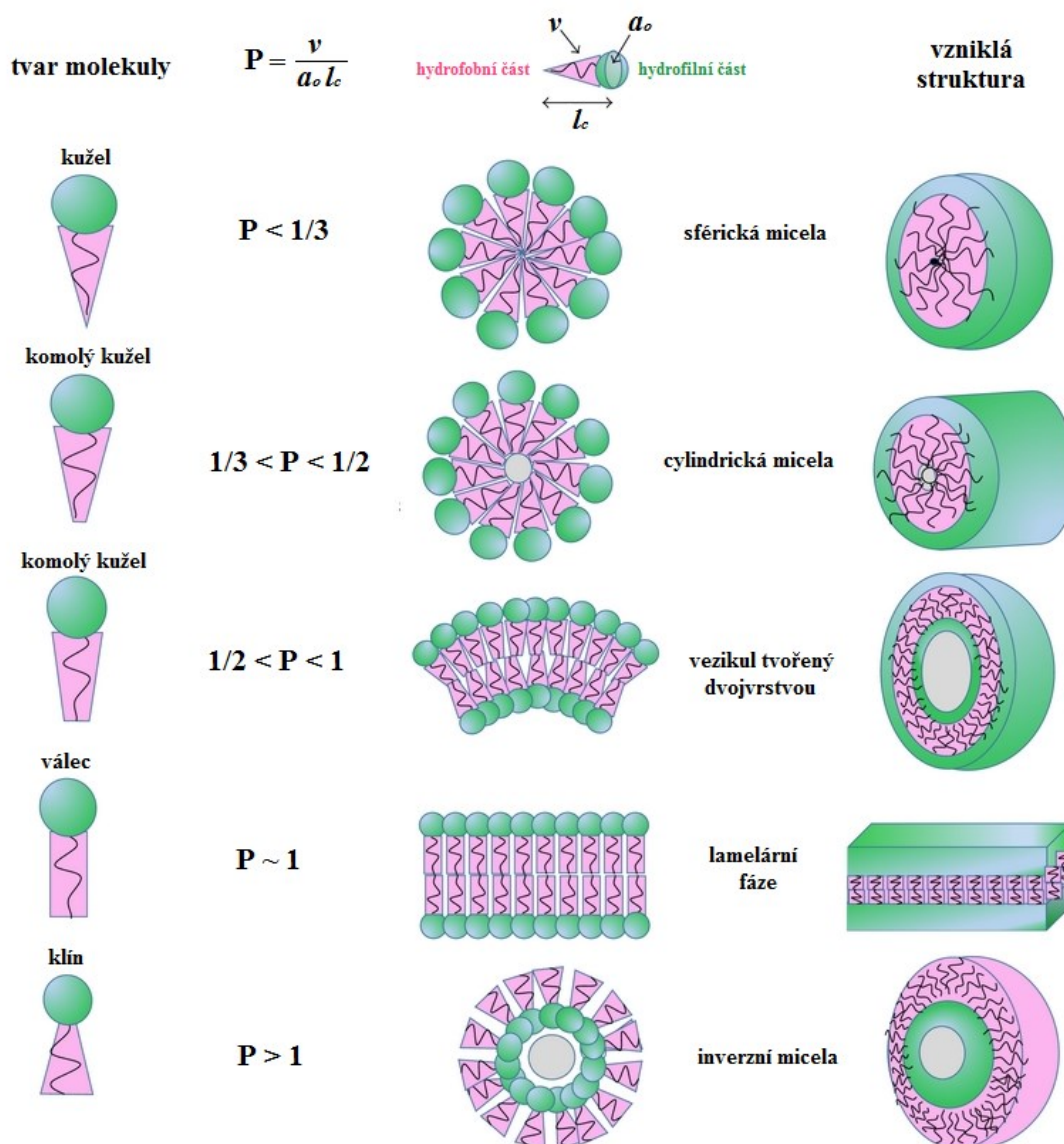 tvar molekuly
P = v / a₀ l_c
v
a₀
hydrofobní část
hydrofilní část
l_c
vzniklá
struktura
kužel
P < 1/3
sférická micela
komolý kužel
1/3 < P < 1/2
cylindrická micela
komolý kužel
1/2 < P < 1
vezikul tvořený
dvojvrstvou
válec
P ~ 1
lamelární
fáze
klín
P > 1
inverzní micela